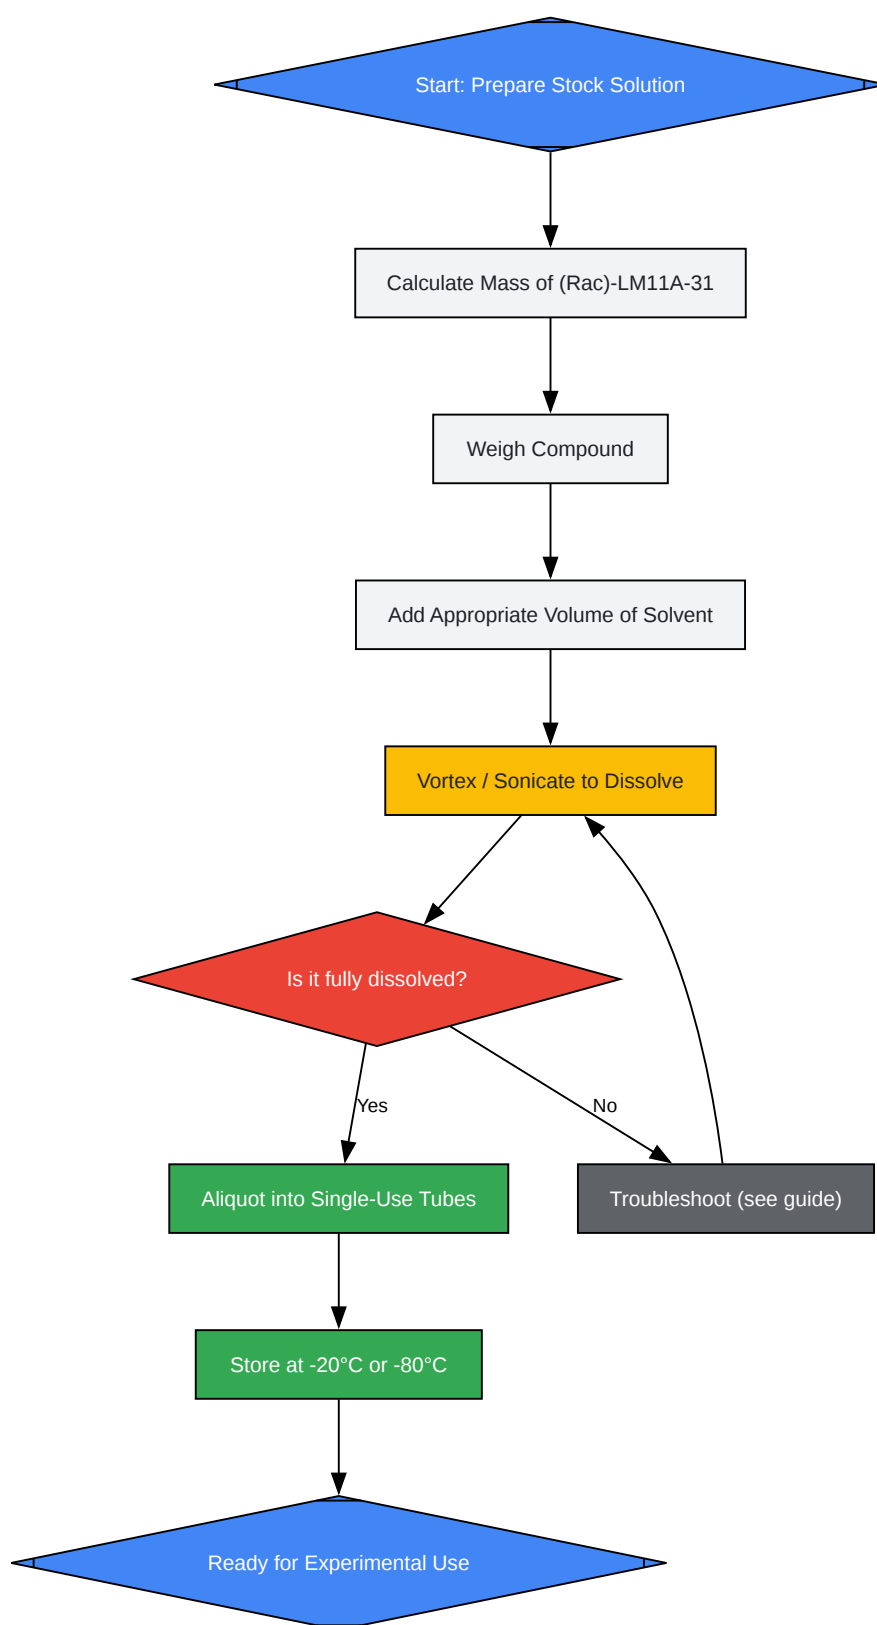 Start: Prepare Stock Solution
Calculate Mass of (Rac)-LM11A-31
Weigh Compound
Add Appropriate Volume of Solvent
Vortex / Sonicate to Dissolve
Is it fully dissolved?
Yes
No
Aliquot into Single-Use Tubes
Troubleshoot (see guide)
Store at -20°C or -80°C
Ready for Experimental Use